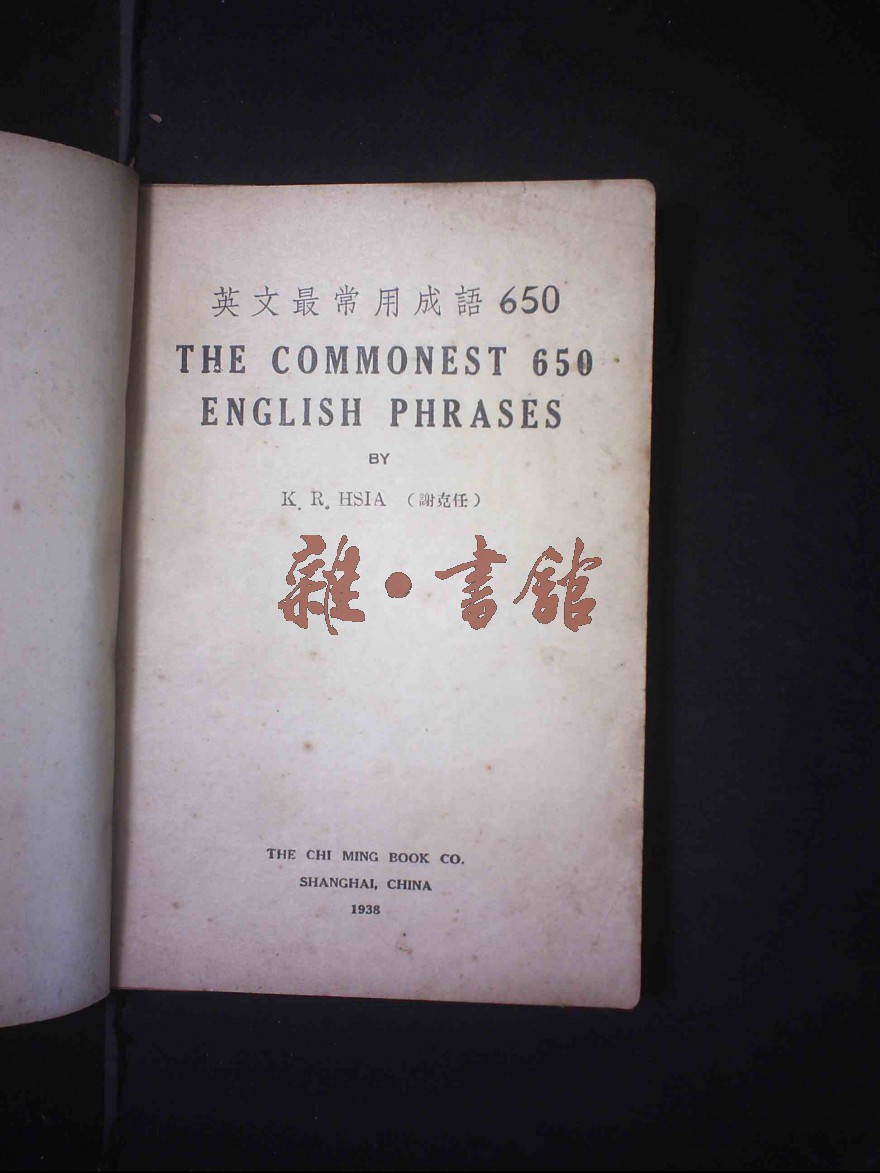 英文最常用成語 650
THE COMMONEST 650
ENGLISH PHRASES
BY
K. R. HSIA （謝克任）
雜•書館
THE CHI MING BOOK CO.
SHANGHAI, CHINA
1938